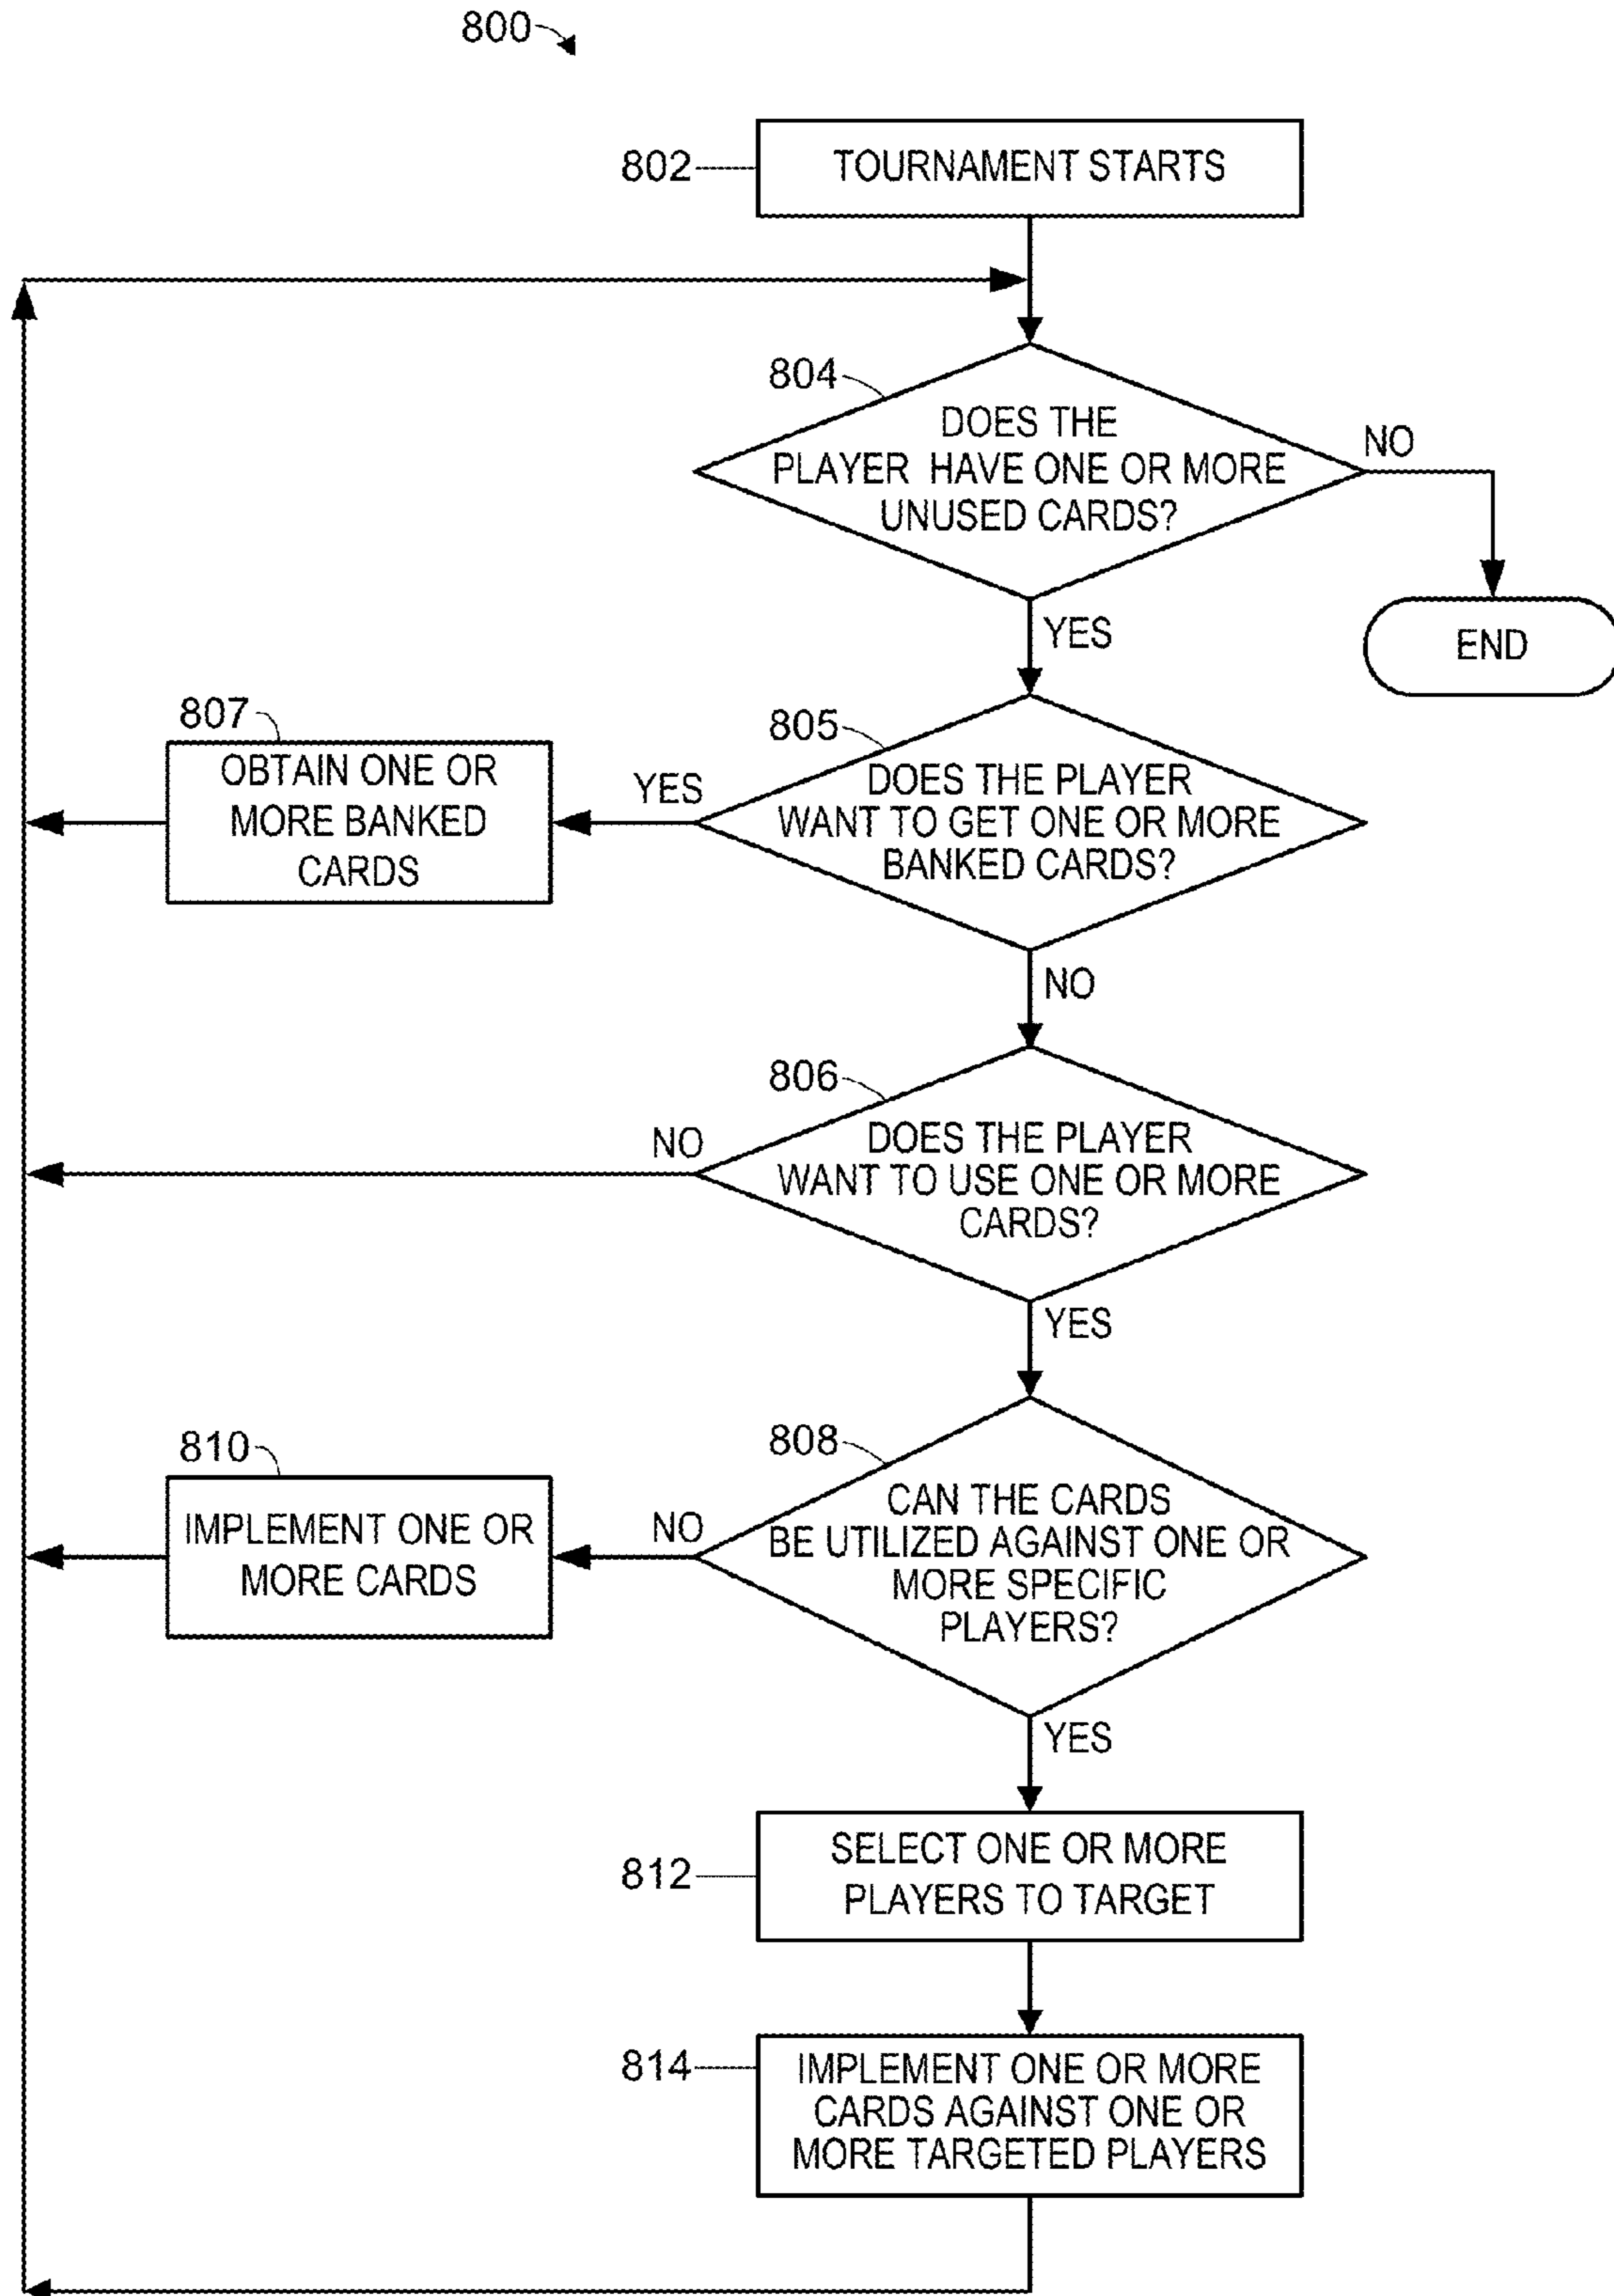 800
802
TOURNAMENT STARTS
804
DOES THE
PLAYER HAVE ONE OR MORE
UNUSED CARDS?
NO
END
YES
807
OBTAIN ONE OR
MORE BANKED
CARDS
YES
805
DOES THE PLAYER
WANT TO GET ONE OR MORE
BANKED CARDS?
NO
806
DOES THE PLAYER
WANT TO USE ONE OR MORE
CARDS?
NO
YES
810
IMPLEMENT ONE OR
MORE CARDS
NO
808
CAN THE CARDS
BE UTILIZED AGAINST ONE OR
MORE SPECIFIC
PLAYERS?
YES
812
SELECT ONE OR MORE
PLAYERS TO TARGET
814
IMPLEMENT ONE OR MORE
CARDS AGAINST ONE OR
MORE TARGETED PLAYERS